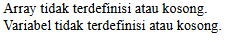 Array tidak terdefinisi atau kosong.
Variabel tidak terdefinisi atau kosong.